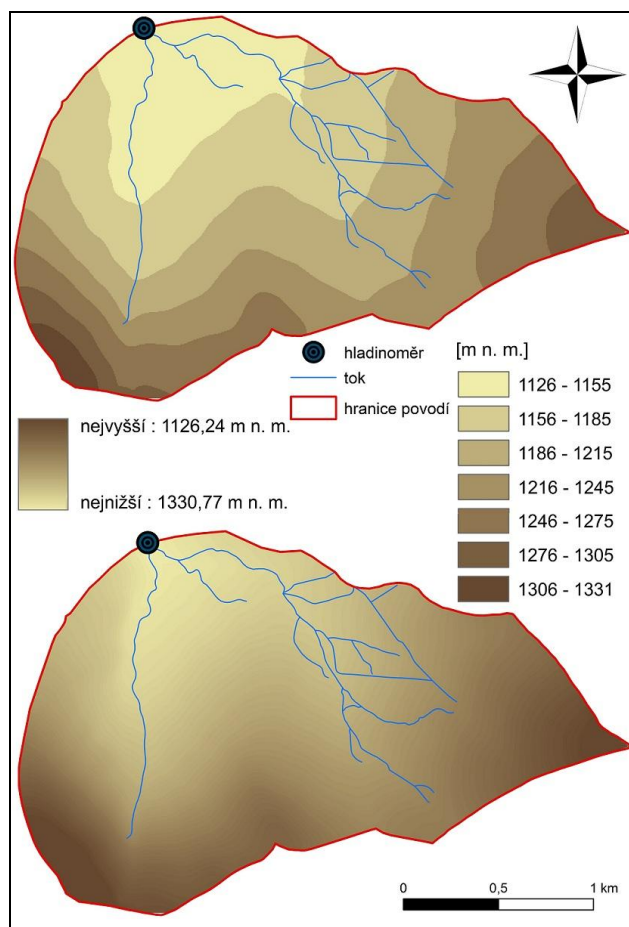 hladinoměr
tok
hranice povodí
[m n. m.]
1126 - 1155
1156 - 1185
1186 - 1215
1216 - 1245
1246 - 1275
1276 - 1305
1306 - 1331
nejvyšší : 1126,24 m n. m.
nejnižší : 1330,77 m n. m.
0 0,5 1 km